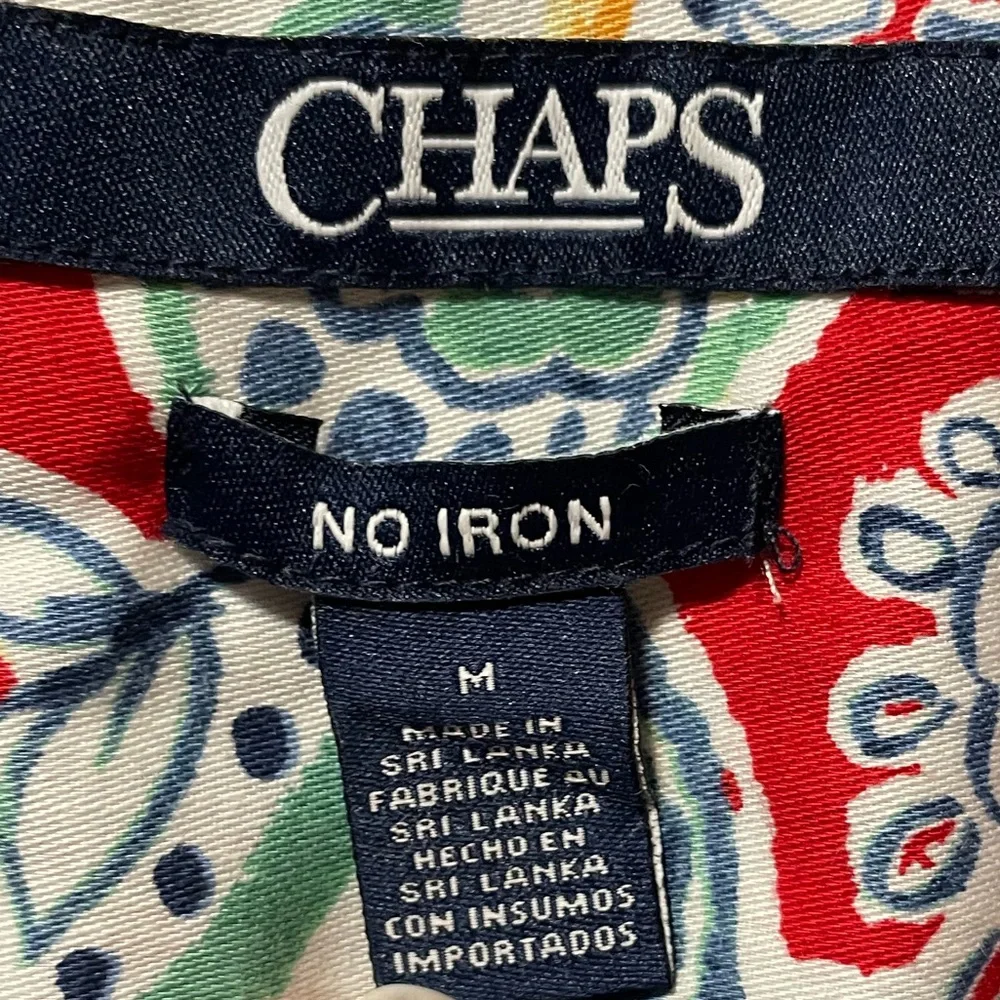 CHAPS
NO IRON
M
MADE IN
SRI LANKA
FABRIQUE AU
SRI LANKA
HECHO EN
SRI LANKA
CON INSUMOS
IMPORTADOS